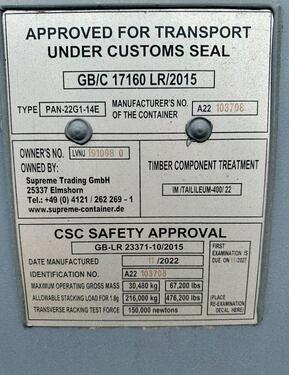 APPROVED FOR TRANSPORT
UNDER CUSTOMS SEAL
GB/C 17160 LR/2015
TYPE PAN-22G1-14E MANUFACTURER'S NO. OF THE CONTAINER A22 103708
OWNER'S NO. LVNU 191098 0
OWNED BY:
Supreme Trading GmbH
25337 Elmshorn
Tel.: +49 (0) 4121 / 262 269 - 1
www.supreme-container.de
TIMBER COMPONENT TREATMENT
IM /TAILILEUM-400/ 22
CSC SAFETY APPROVAL
GB-LR 23371-10/2015
DATE MANUFACTURED 11 /2022
IDENTIFICATION NO. A22 103708
MAXIMUM OPERATING GROSS MASS 30,480 kg 67,200 lbs
ALLOWABLE STACKING LOAD FOR 1.8g 216,000 kg 476,200 lbs
TRANSVERSE RACKING TEST FORCE 150,000 newtons
FIRST
EXAMINATION IS
DUE ON 11 /2027
(PLACE
RE-EXAMINATION
DECAL HERE)